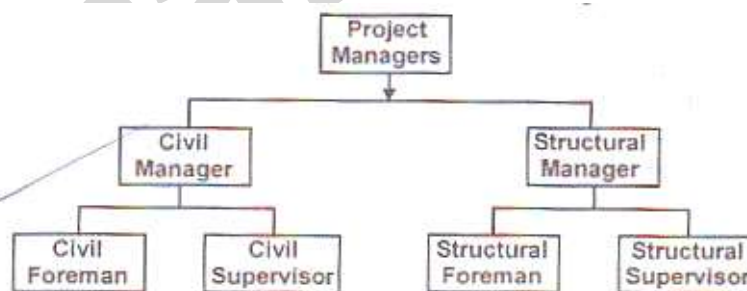 Project
Managers
Civil
Manager
Structural
Manager
Civil
Foreman
Civil
Supervisor
Structural
Foreman
Structural
Supervisor